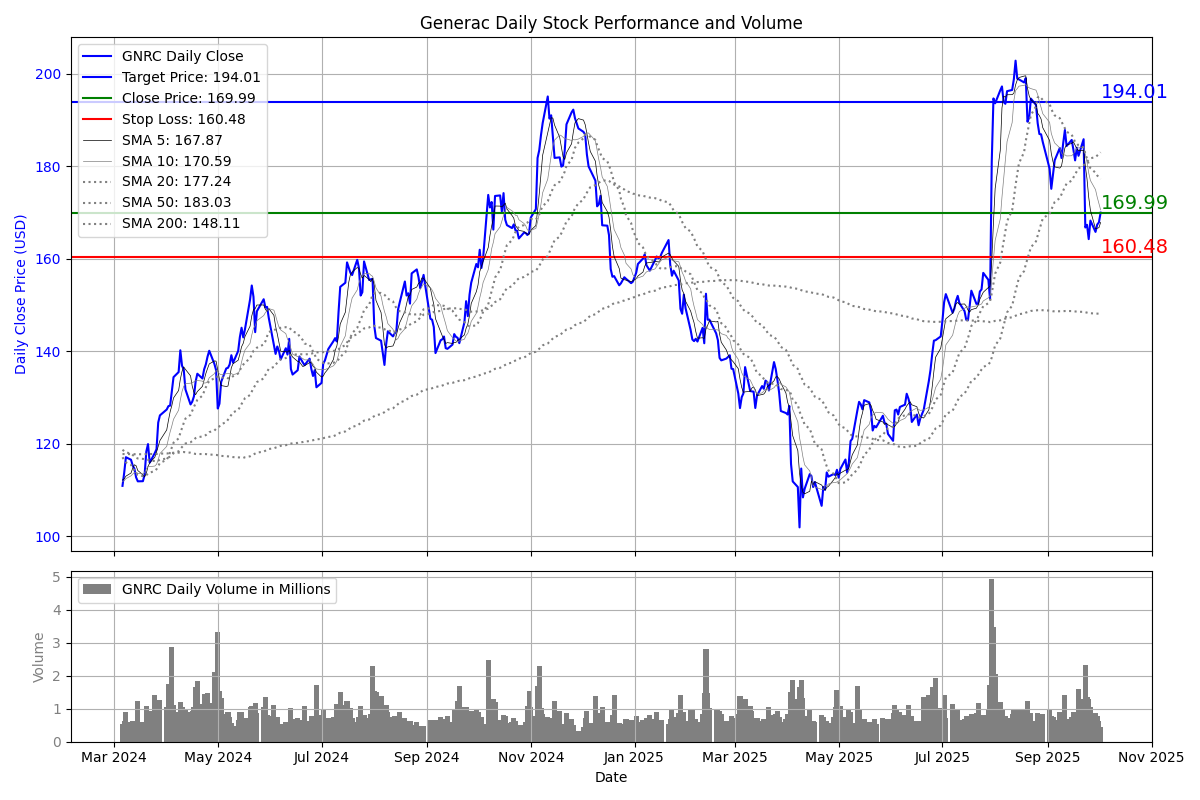 Generac Daily Stock Performance and Volume
GNRC Daily Close
Target Price: 194.01
Close Price: 169.99
Stop Loss: 160.48
SMA 5: 167.87
SMA 10: 170.59
SMA 20: 177.24
SMA 50: 183.03
SMA 200: 148.11
194.01
169.99
160.48
Daily Close Price (USD)
200
180
160
140
120
100
GNRC Daily Volume in Millions
Volume
5
4
3
2
1
0
Mar 2024 May 2024 Jul 2024 Sep 2024 Nov 2024 Jan 2025 Mar 2025 May 2025 Jul 2025 Sep 2025 Nov 2025
Date